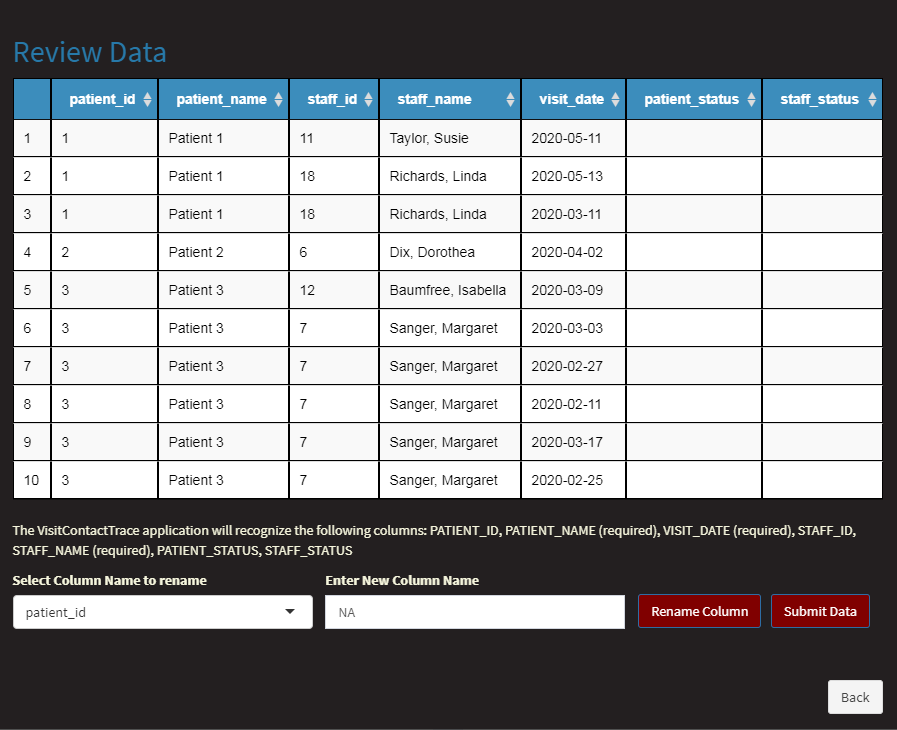 Review Data
patient_id patient_name staff_id staff_name visit_date patient_status staff_status
1 1 Patient 1 11 Taylor, Susie 2020-05-11
2 1 Patient 1 18 Richards, Linda 2020-05-13
3 1 Patient 1 18 Richards, Linda 2020-03-11
4 2 Patient 2 6 Dix, Dorothea 2020-04-02
5 3 Patient 3 12 Baumfree, Isabella 2020-03-09
6 3 Patient 3 7 Sanger, Margaret 2020-03-03
7 3 Patient 3 7 Sanger, Margaret 2020-02-27
8 3 Patient 3 7 Sanger, Margaret 2020-02-11
9 3 Patient 3 7 Sanger, Margaret 2020-03-17
10 3 Patient 3 7 Sanger, Margaret 2020-02-25
The VisitContactTrace application will recognize the following columns: PATIENT_ID, PATIENT_NAME (required), VISIT_DATE (required), STAFF_ID,
STAFF_NAME (required), PATIENT_STATUS, STAFF_STATUS
Select Column Name to rename Enter New Column Name
patient_id NA Rename Column Submit Data
Back